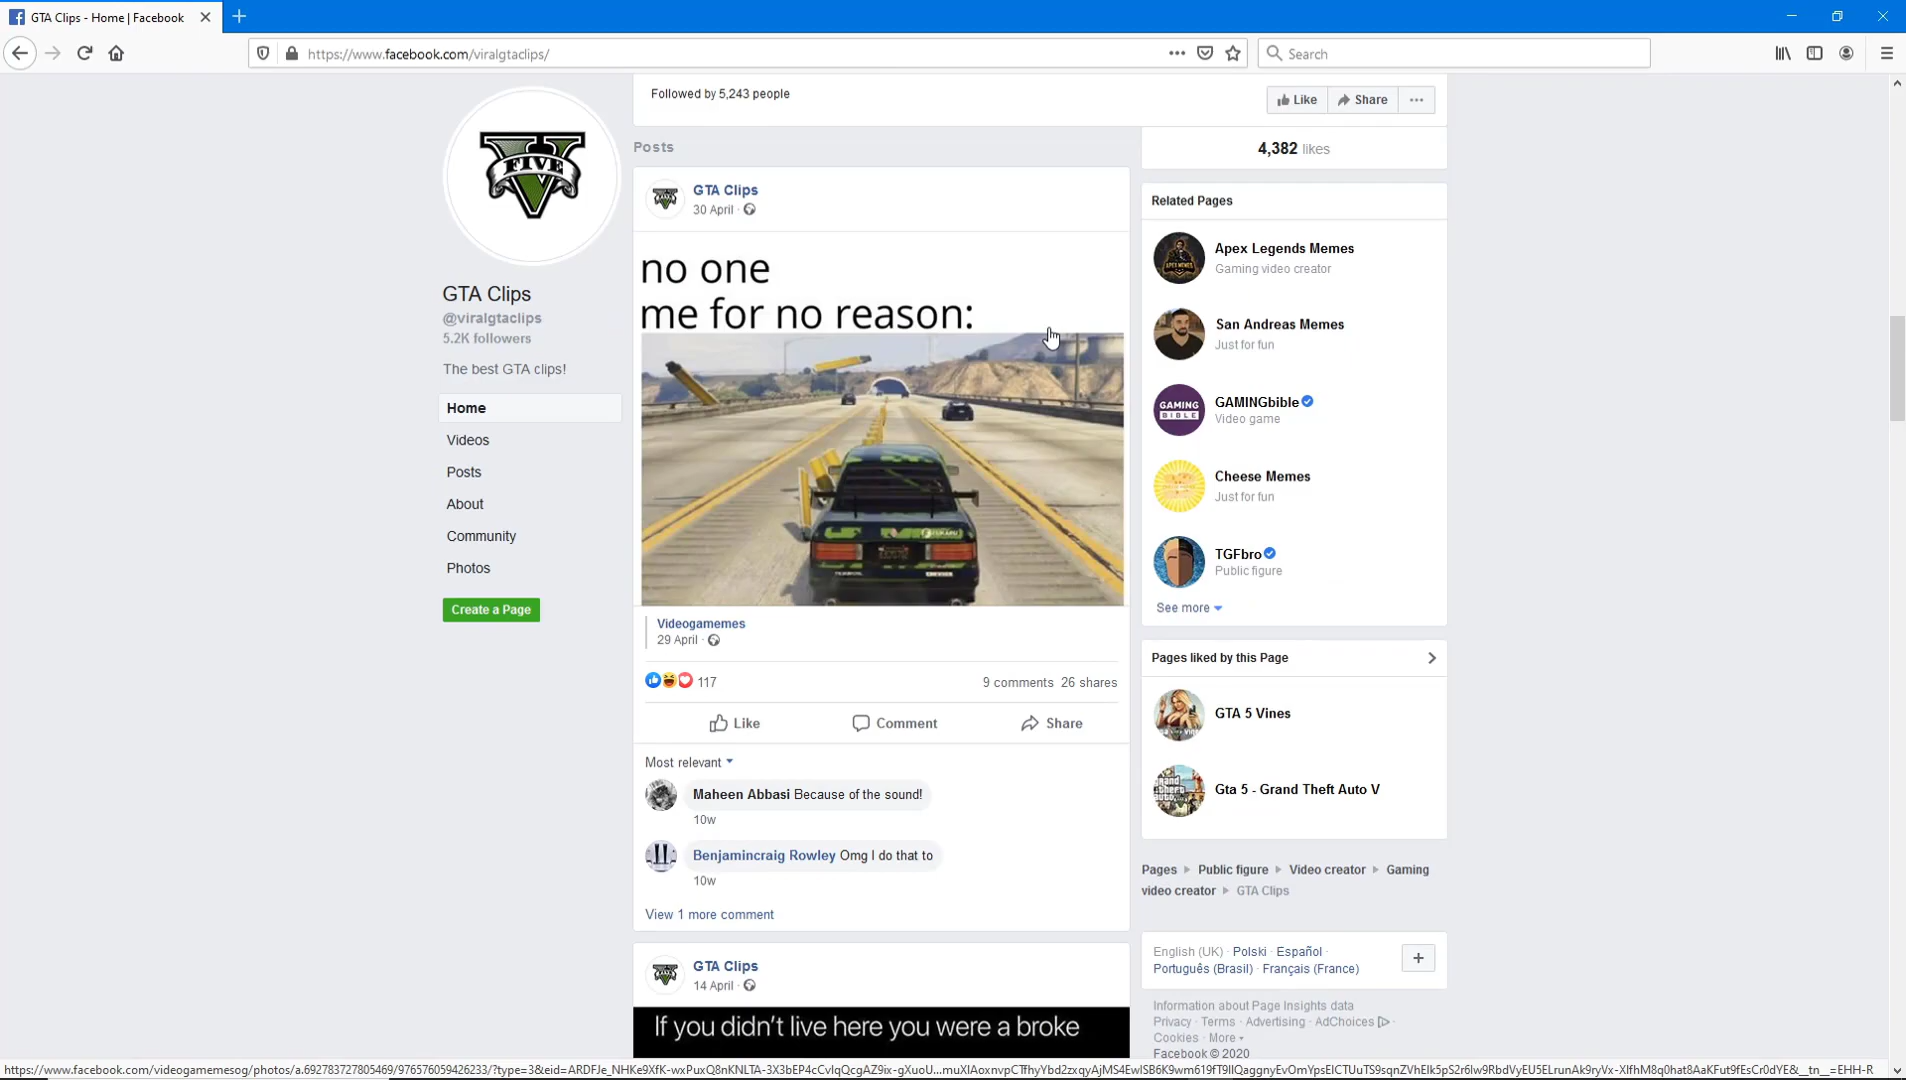 GTA Clips - Home | Facebook
https://www.facebook.com/viralgtaclips/
Search
FIVE
GTA Clips
@viralgtaclips
5.2K followers
The best GTA clips!
Home
Videos
Posts
About
Community
Photos
Create a Page
Followed by 5,243 people
Like
Share
Posts
GTA Clips
30 April
no one
me for no reason:
Videogamemes
29 April
117
9 comments 26 shares
Like
Comment
Share
Most relevant
Maheen Abbasi Because of the sound!
10w
Benjamincraig Rowley Omg I do that to
10w
View 1 more comment
GTA Clips
14 April
If you didn't live here you were a broke
4,382 likes
Related Pages
Apex Legends Memes
Gaming video creator
San Andreas Memes
Just for fun
GAMING
BIBLE
GAMINGbible
Video game
Cheese Memes
Just for fun
TGFbro
Public figure
See more
Pages liked by this Page
GTA 5 Vines
Gta 5 - Grand Theft Auto V
Pages
Public figure
Video creator
Gaming
video creator
GTA Clips
English (UK) · Polski · Español ·
Português (Brasil) · Français (France)
Information about Page Insights data
Privacy · Terms · Advertising · AdChoices ·
Cookies · More
Facebook © 2020